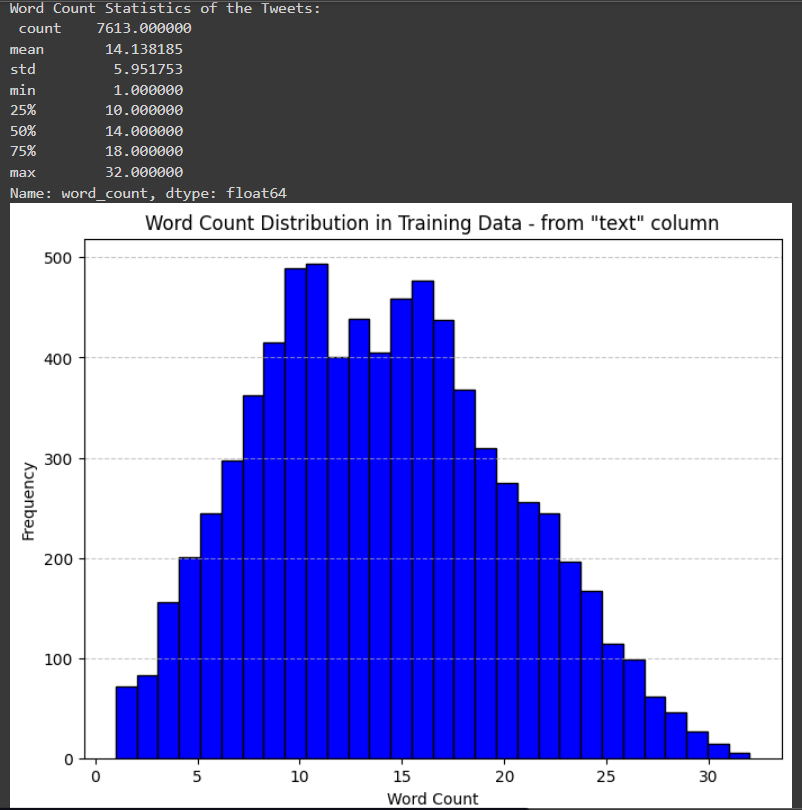 Word Count Statistics of the Tweets:
count 7613.000000
mean 14.138185
std 5.951753
min 1.000000
25% 10.000000
50% 14.000000
75% 18.000000
max 32.000000
Name: word_count, dtype: float64
Word Count Distribution in Training Data - from "text" column
500
400
300
200
100
0
Frequency
0 5 10 15 20 25 30
Word Count